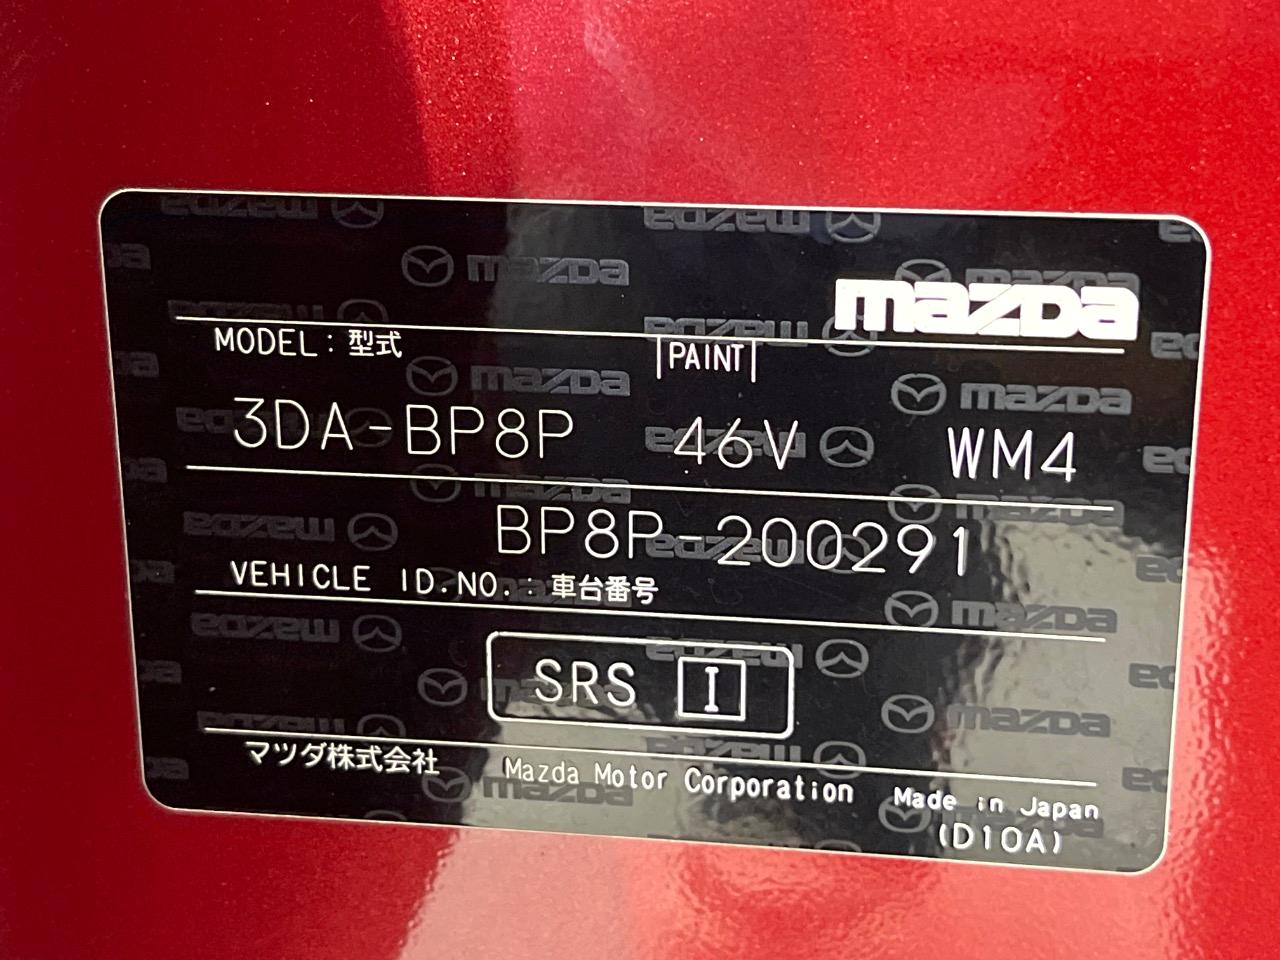 mazda
MODEL : 型式 PAINT
3DA-BP8P 46V WM4
BP8P-200291
VEHICLE ID.NO. : 車台番号
SRS I
マツダ株式会社 Mazda Motor Corporation Made in Japan
(D10A)